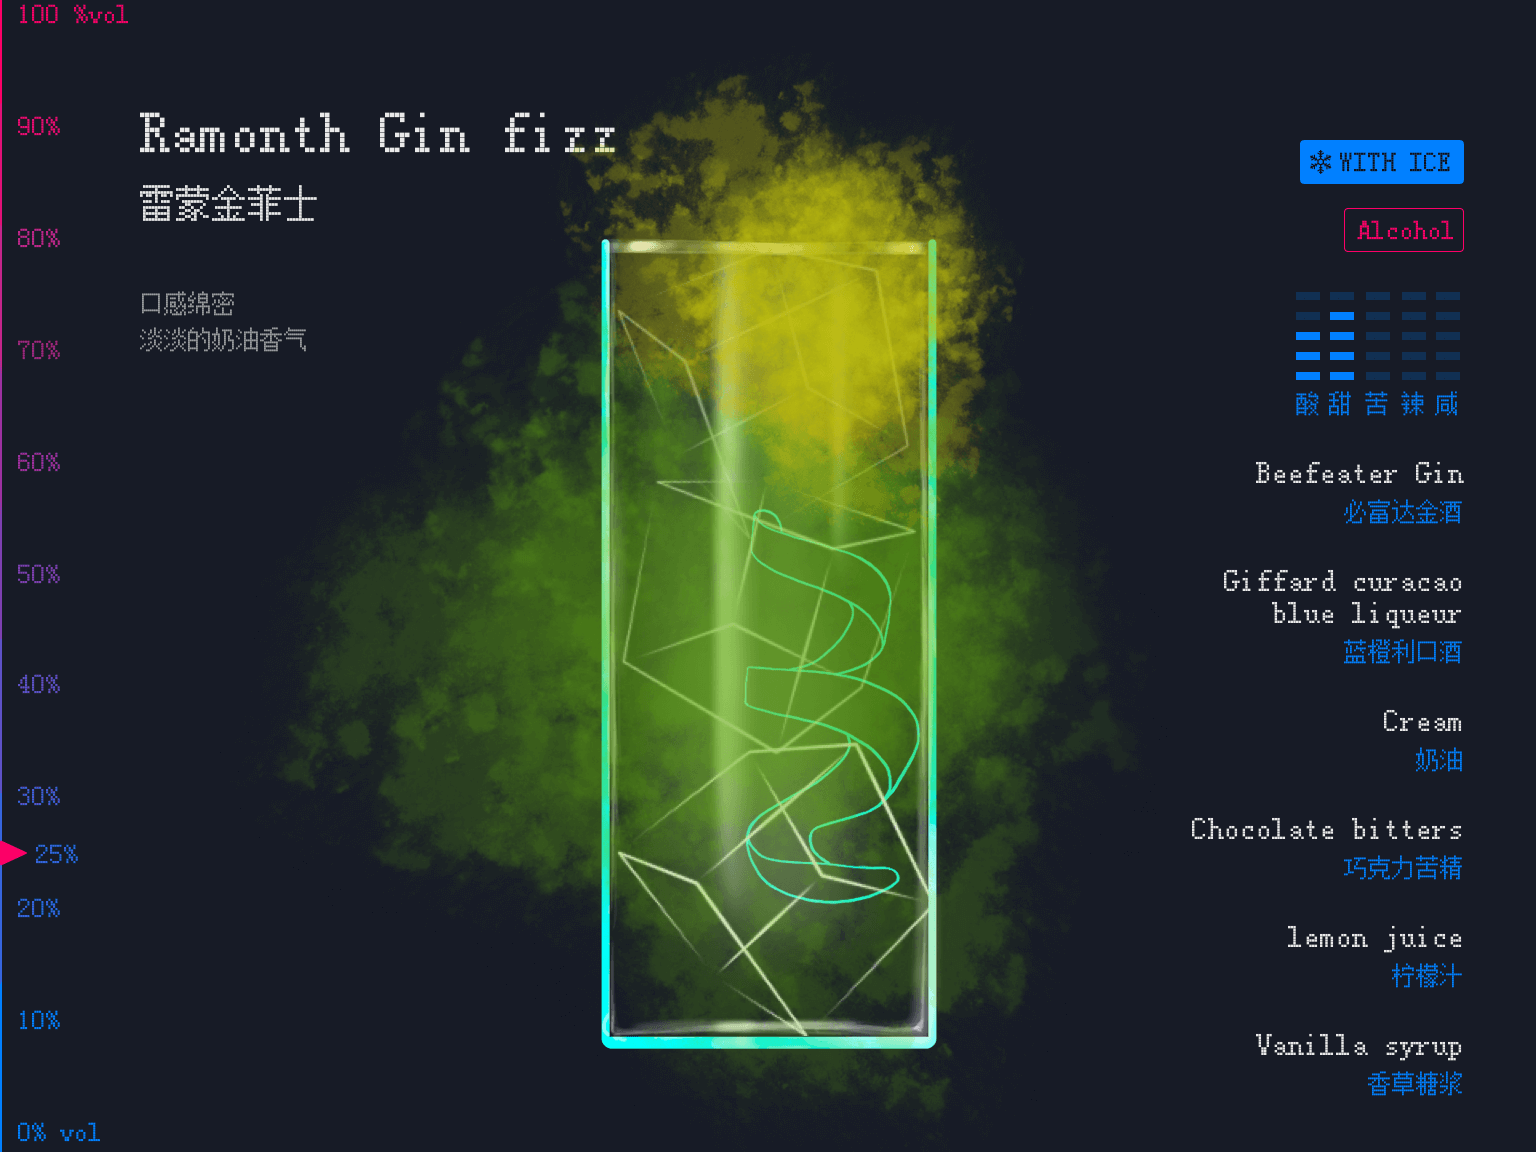 100 %vol
90%
80%
70%
60%
50%
40%
30%
25%
20%
10%
0% vol
Ramonth Gin fizz
雷蒙金菲士
口感绵密
淡淡的奶油香气
WITH ICE
Alcohol
酸 甜 苦 辣 咸
Beefeater Gin
必富达金酒
Giffard curacao
blue liqueur
蓝橙利口酒
Cream
奶油
Chocolate bitters
巧克力苦精
lemon juice
柠檬汁
Vanilla syrup
香草糖浆